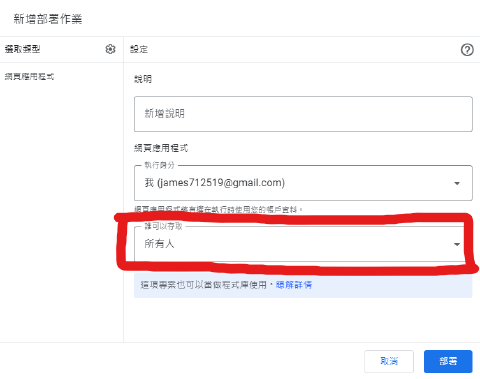 新增部署作業
選取類型
設定
網頁應用程式
說明
新增說明
網頁應用程式
執行身分
我 (james712519@gmail.com)
網頁應用程式將有權在執行時使用您的帳戶資料。
誰可以存取
所有人
這項專案也可以當做程式庫使用。瞭解詳情
取消
部署